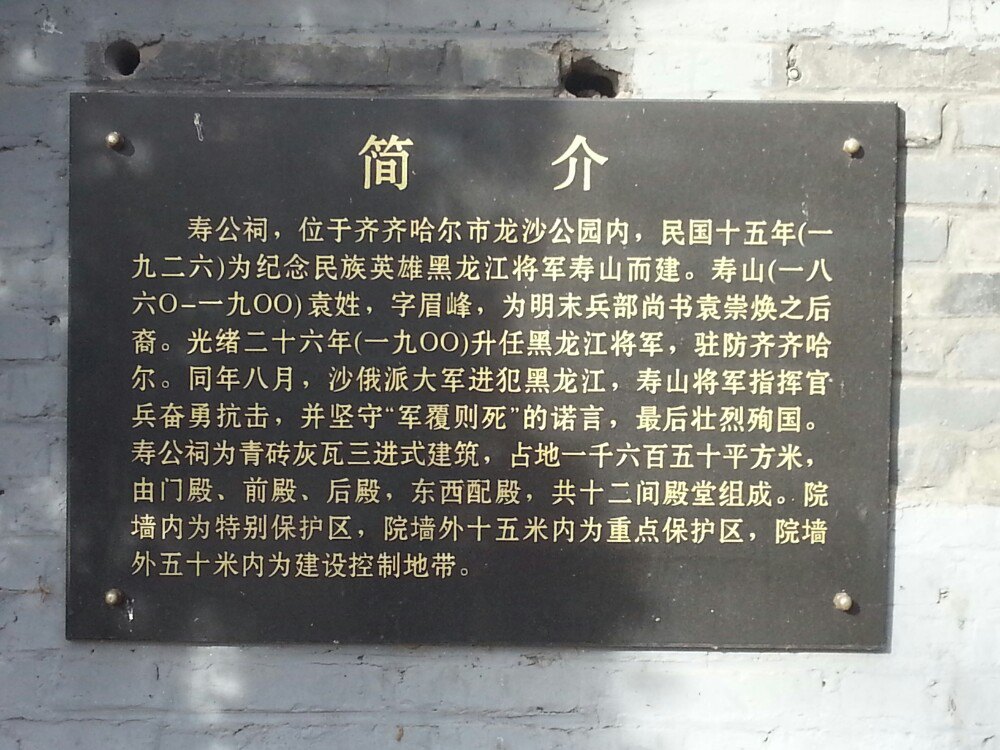 简 介
寿公祠，位于齐齐哈尔市龙沙公园内，民国十五年(一
九二六)为纪念民族英雄黑龙江将军寿山而建。寿山(一八
六O-一九OO)袁姓，字眉峰，为明末兵部尚书袁崇焕之后
裔。光绪二十六年(一九OO)升任黑龙江将军，驻防齐齐哈
尔。同年八月，沙俄派大军进犯黑龙江，寿山将军指挥官
兵奋勇抗击，并坚守“军覆则死”的诺言，最后壮烈殉国。
寿公祠为青砖灰瓦三进式建筑，占地一千六百五十平方米，
由门殿、前殿、后殿，东西配殿，共十二间殿堂组成。院
墙内为特别保护区，院墙外十五米内为重点保护区，院墙
外五十米内为建设控制地带。